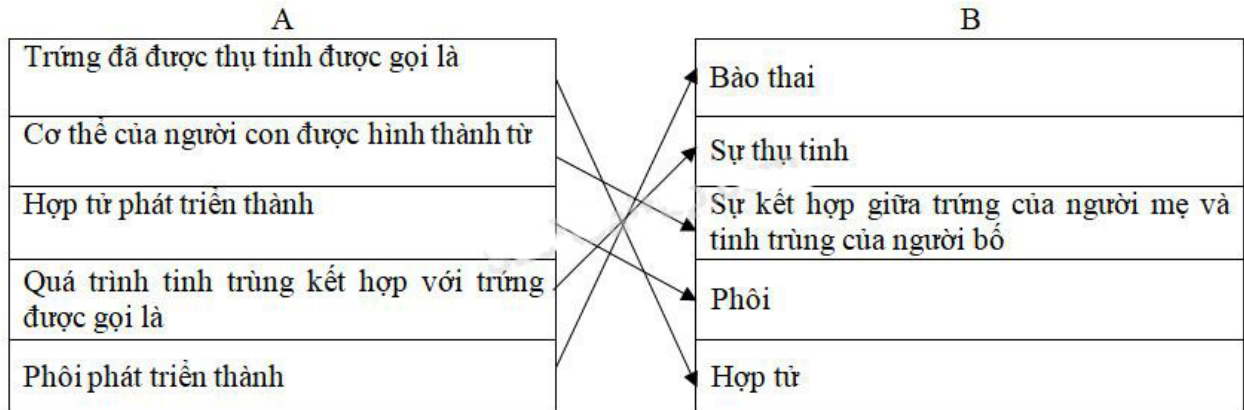 A
B
Trứng đã được thụ tinh được gọi là
Bào thai
Cơ thể của người con được hình thành từ
Sự thụ tinh
Hợp tử phát triển thành
Sự kết hợp giữa trứng của người mẹ và
tinh trùng của người bố
Quá trình tinh trùng kết hợp với trứng
được gọi là
Phôi
Phôi phát triển thành
Hợp tử